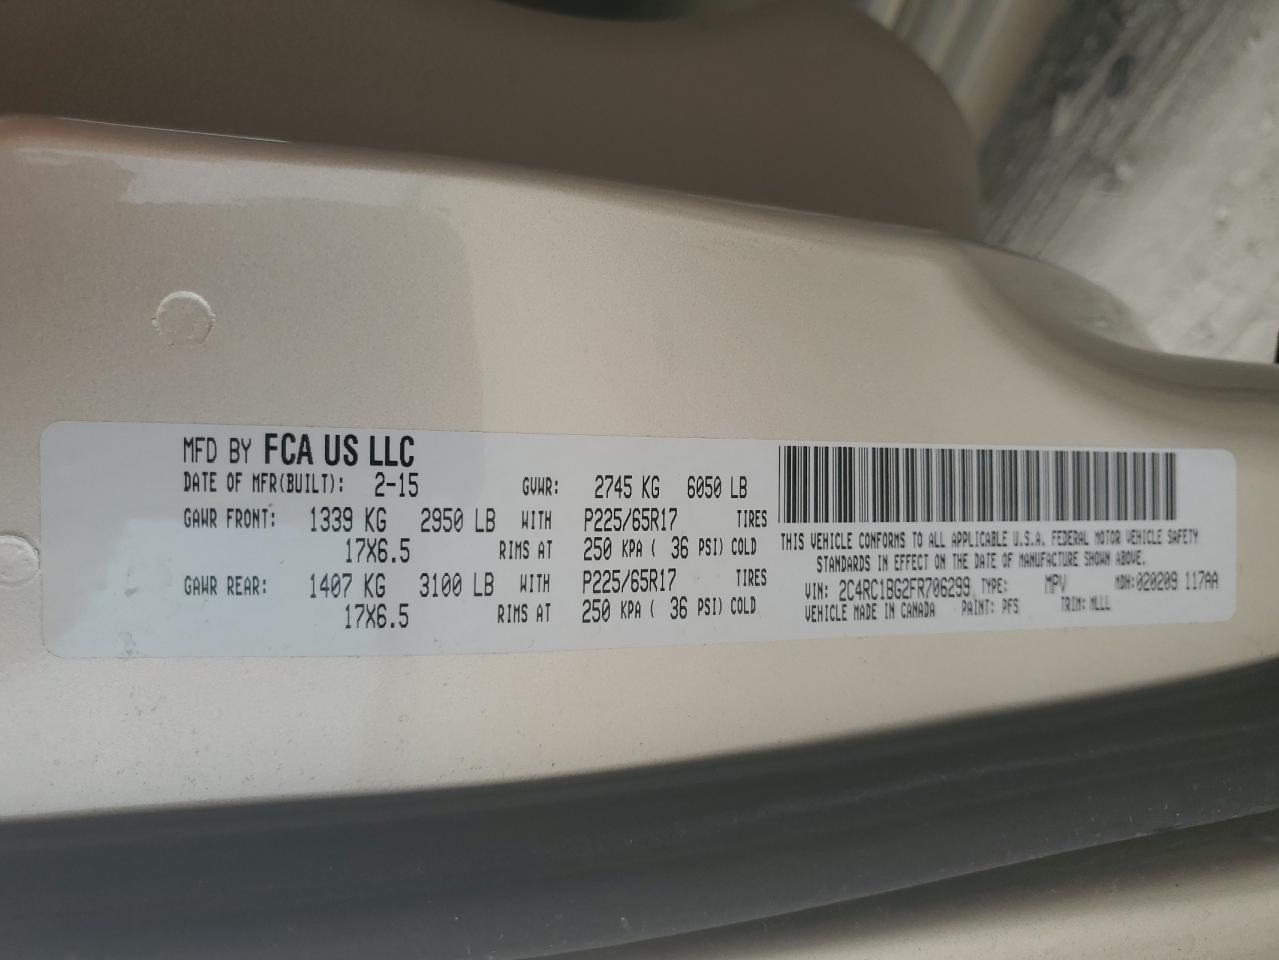 MFD BY FCA US LLC
DATE OF MFR(BUILT): 2-15 GVWR: 2745 KG 6050 LB
GAWR FRONT: 1339 KG 2950 LB WITH P225/65R17 TIRES
17X6.5 RIMS AT 250 KPA ( 36 PSI) COLD
GAWR REAR: 1407 KG 3100 LB WITH P225/65R17 TIRES
17X6.5 RIMS AT 250 KPA ( 36 PSI) COLD
THIS VEHICLE CONFORMS TO ALL APPLICABLE U.S.A. FEDERAL MOTOR VEHICLE SAFETY
STANDARDS IN EFFECT ON THE DATE OF MANUFACTURE SHOWN ABOVE.
VIN: 2C4RC1BG2FR706299 TYPE: MPV MDH:020209 117AA
VEHICLE MADE IN CANADA PAINT: PFS TRIM: MLLL